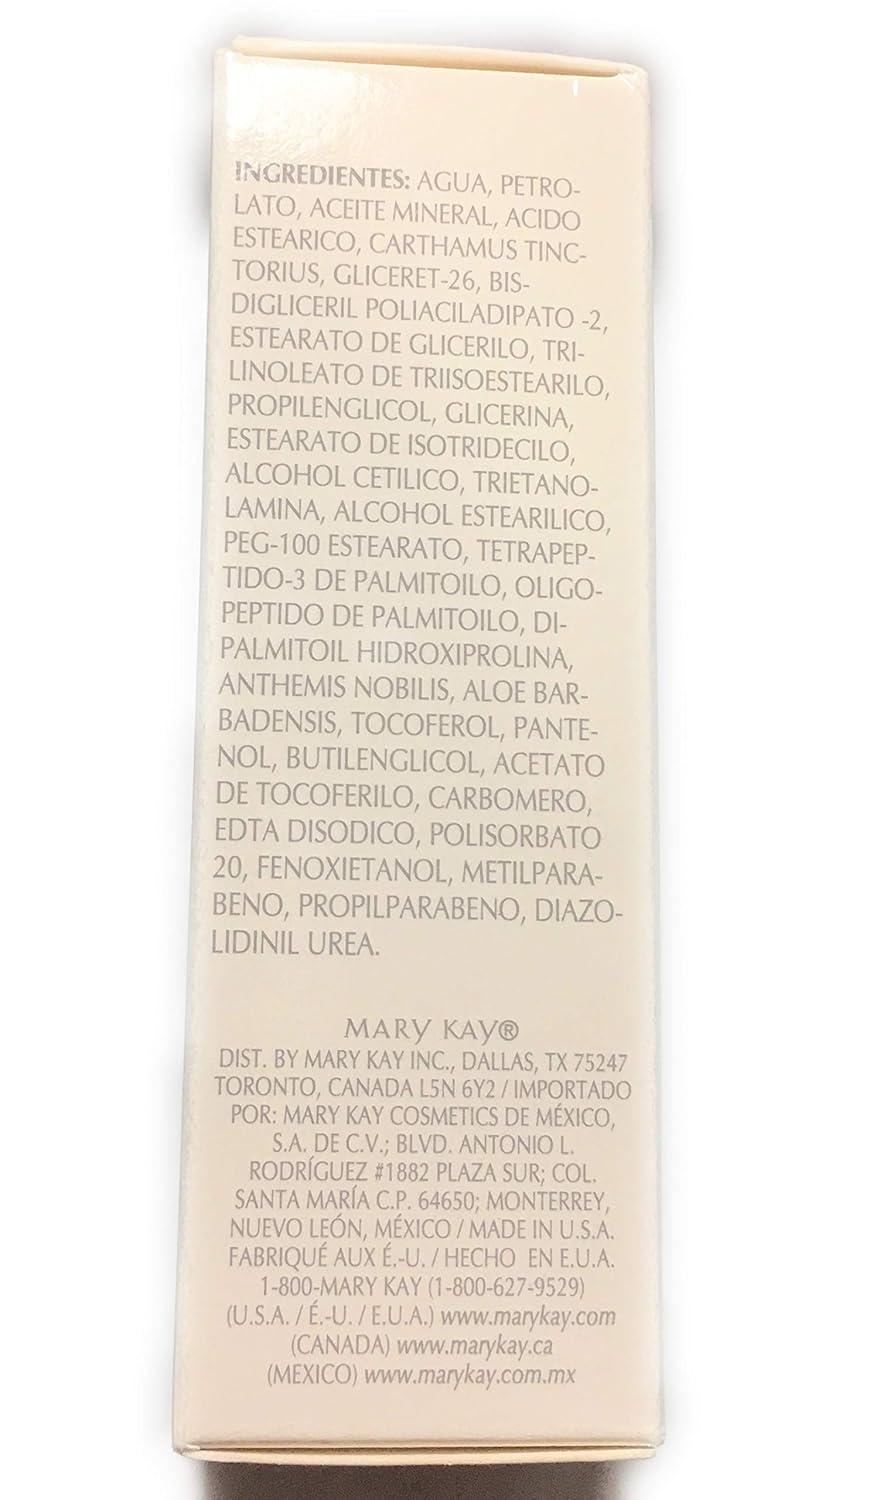 INGREDIENTES: AGUA, PETRO-
LATO, ACEITE MINERAL, ACIDO
ESTEARICO, CARTHAMUS TINC-
TORIUS, GLICERET-26, BIS-
DIGLICERIL POLIACILADIPATO -2,
ESTEARATO DE GLICERILO, TRI-
LINOLEATO DE TRIISOESTEARILO,
PROPILENGLICOL, GLICERINA,
ESTEARATO DE ISOTRIDECILO,
ALCOHOL CETILICO, TRIETANO-
LAMINA, ALCOHOL ESTEARILICO,
PEG-100 ESTEARATO, TETRAPEP-
TIDO-3 DE PALMITOILO, OLIGO-
PEPTIDO DE PALMITOILO, DI-
PALMITOIL HIDROXIPROLINA,
ANTHEMIS NOBILIS, ALOE BAR-
BADENSIS, TOCOFEROL, PANTE-
NOL, BUTILENGLICOL, ACETATO
DE TOCOFERILO, CARBOMERO,
EDTA DISODICO, POLISORBATO
20, FENOXIETANOL, METILPARA-
BENO, PROPILPARABENO, DIAZO-
LIDINIL UREA.
MARY KAY®
DIST. BY MARY KAY INC., DALLAS, TX 75247
TORONTO, CANADA L5N 6Y2 / IMPORTADO
POR: MARY KAY COSMETICS DE MÉXICO,
S.A. DE C.V.; BLVD. ANTONIO L.
RODRÍGUEZ #1882 PLAZA SUR; COL.
SANTA MARÍA C.P. 64650; MONTERREY,
NUEVO LEÓN, MÉXICO / MADE IN U.S.A.
FABRIQUÉ AUX É.-U. / HECHO EN E.U.A.
1-800-MARY KAY (1-800-627-9529)
(U.S.A. / É.-U. / E.U.A.) www.marykay.com
(CANADA) www.marykay.ca
(MEXICO) www.marykay.com.mx